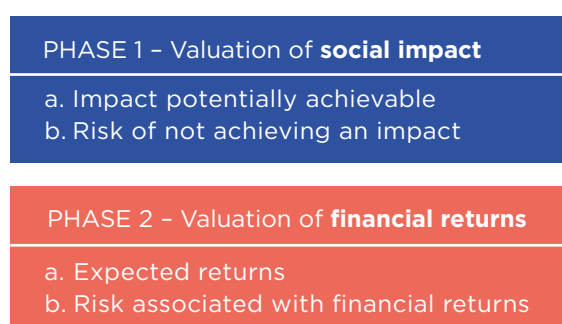 PHASE 1 – Valuation of social impact
a. Impact potentially achievable
b. Risk of not achieving an impact
PHASE 2 – Valuation of financial returns
a. Expected returns
b. Risk associated with financial returns